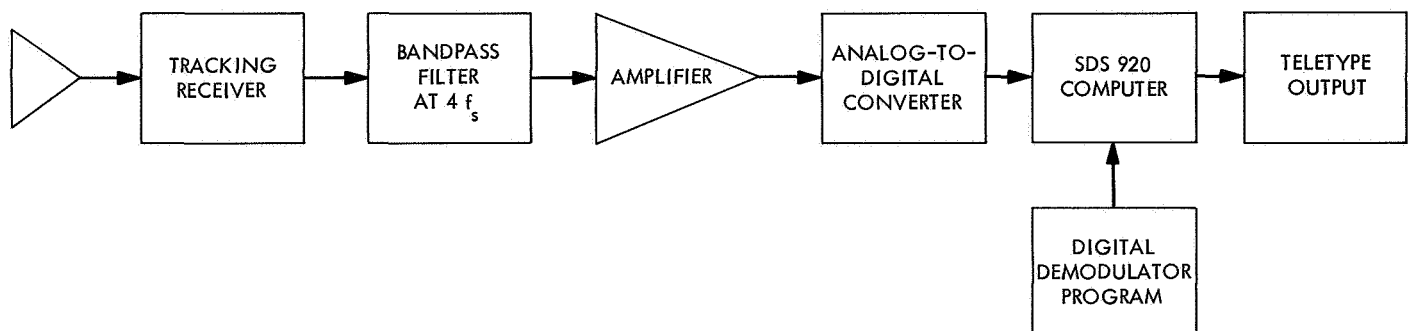 TRACKING
RECEIVER
BANDPASS
FILTER
AT 4 f_s
AMPLIFIER
ANALOG-TO-
DIGITAL
CONVERTER
SDS 920
COMPUTER
TELETYPE
OUTPUT
DIGITAL
DEMODULATOR
PROGRAM